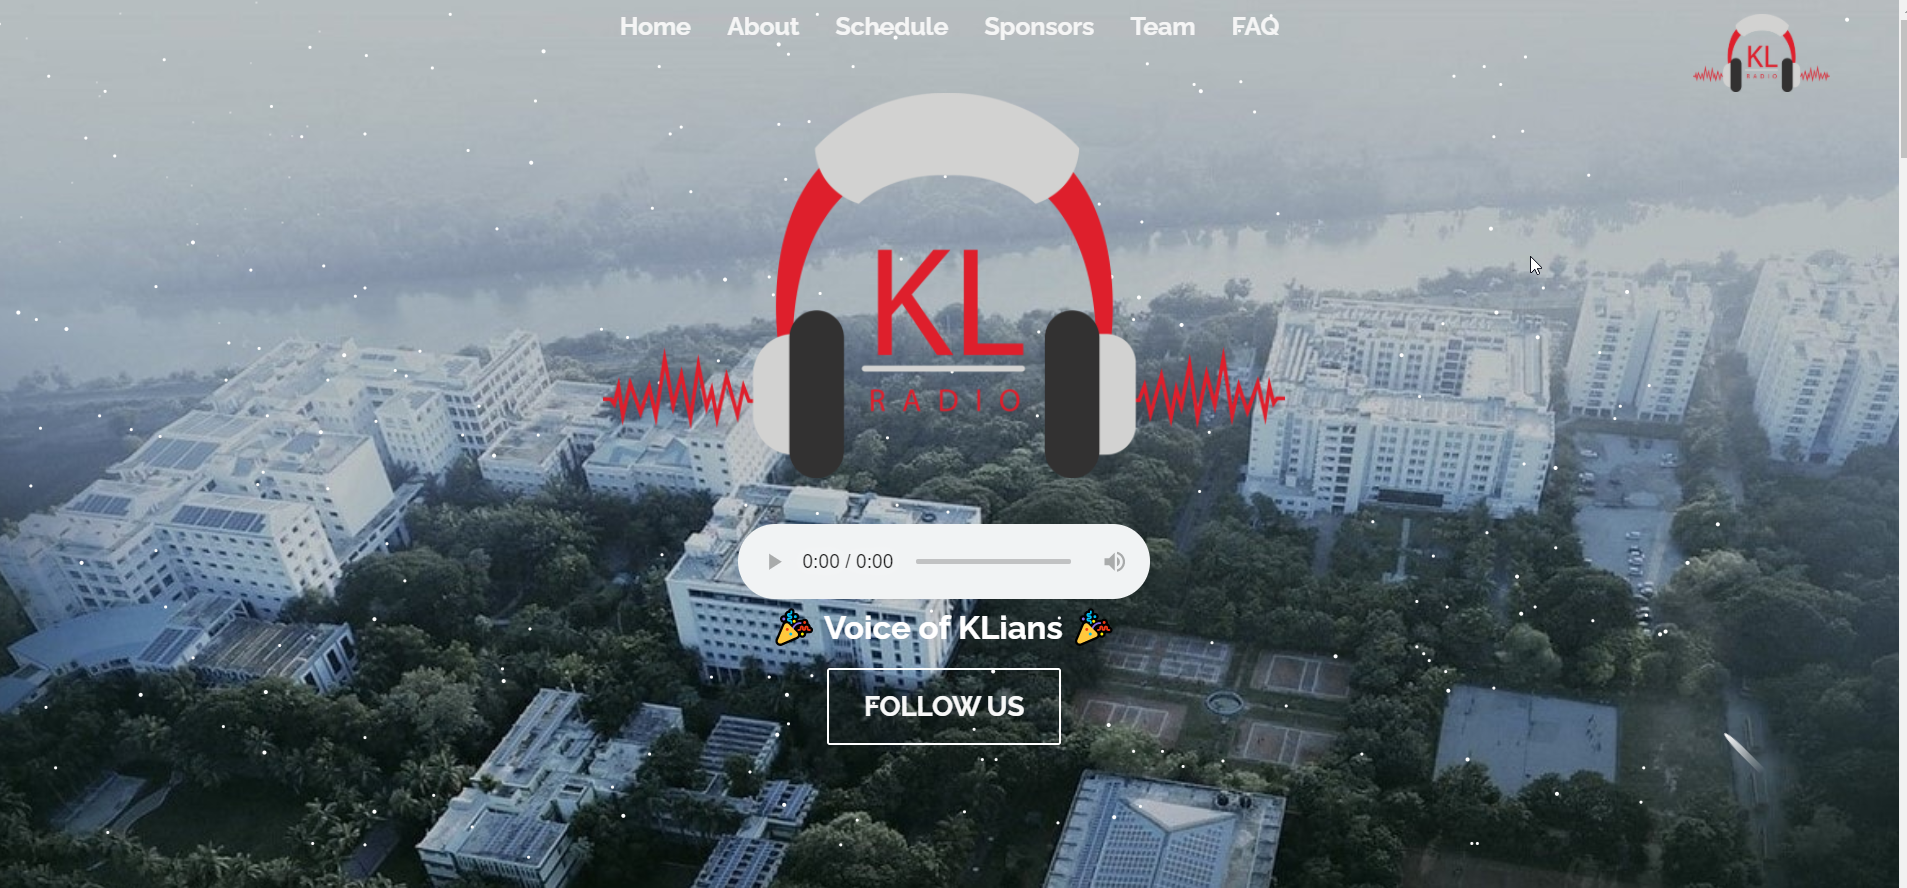 Home About Schedule Sponsors Team FAQ
KL
RADIO
KL
RADIO
0:00 / 0:00
🎉 Voice of KLians 🎉
FOLLOW US